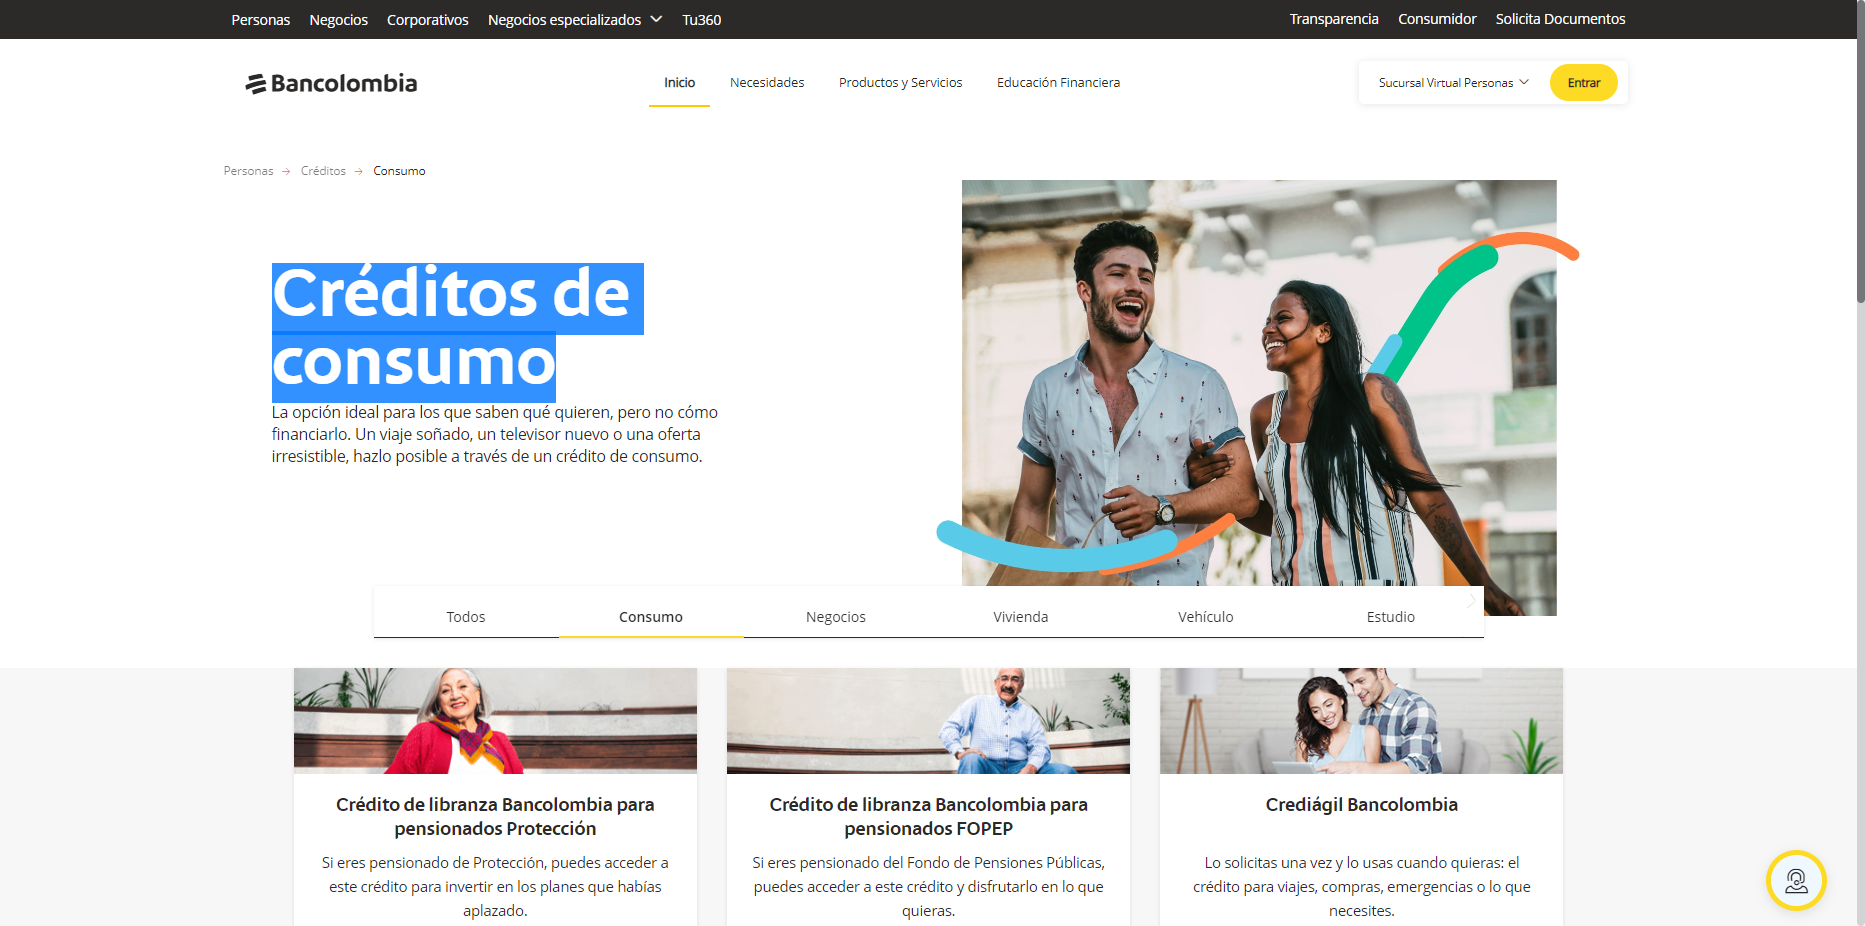 Personas Negocios Corporativos Negocios especializados Tu360 Transparencia Consumidor Solicita Documentos
Bancolombia Inicio Necesidades Productos y Servicios Educación Financiera Sucursal Virtual Personas Entrar
Personas Créditos Consumo
Créditos de
consumo
La opción ideal para los que saben qué quieren, pero no cómo
financiarlo. Un viaje soñado, un televisor nuevo o una oferta
irresistible, hazlo posible a través de un crédito de consumo.
Todos Consumo Negocios Vivienda Vehículo Estudio
Crédito de libranza Bancolombia para
pensionados Protección
Si eres pensionado de Protección, puedes acceder a
este crédito para invertir en los planes que habías
aplazado.
Crédito de libranza Bancolombia para
pensionados FOPEP
Si eres pensionado del Fondo de Pensiones Públicas,
puedes acceder a este crédito y disfrutarlo en lo que
quieras.
Crediágil Bancolombia
Lo solicitas una vez y lo usas cuando quieras: el
crédito para viajes, compras, emergencias o lo que
necesites.